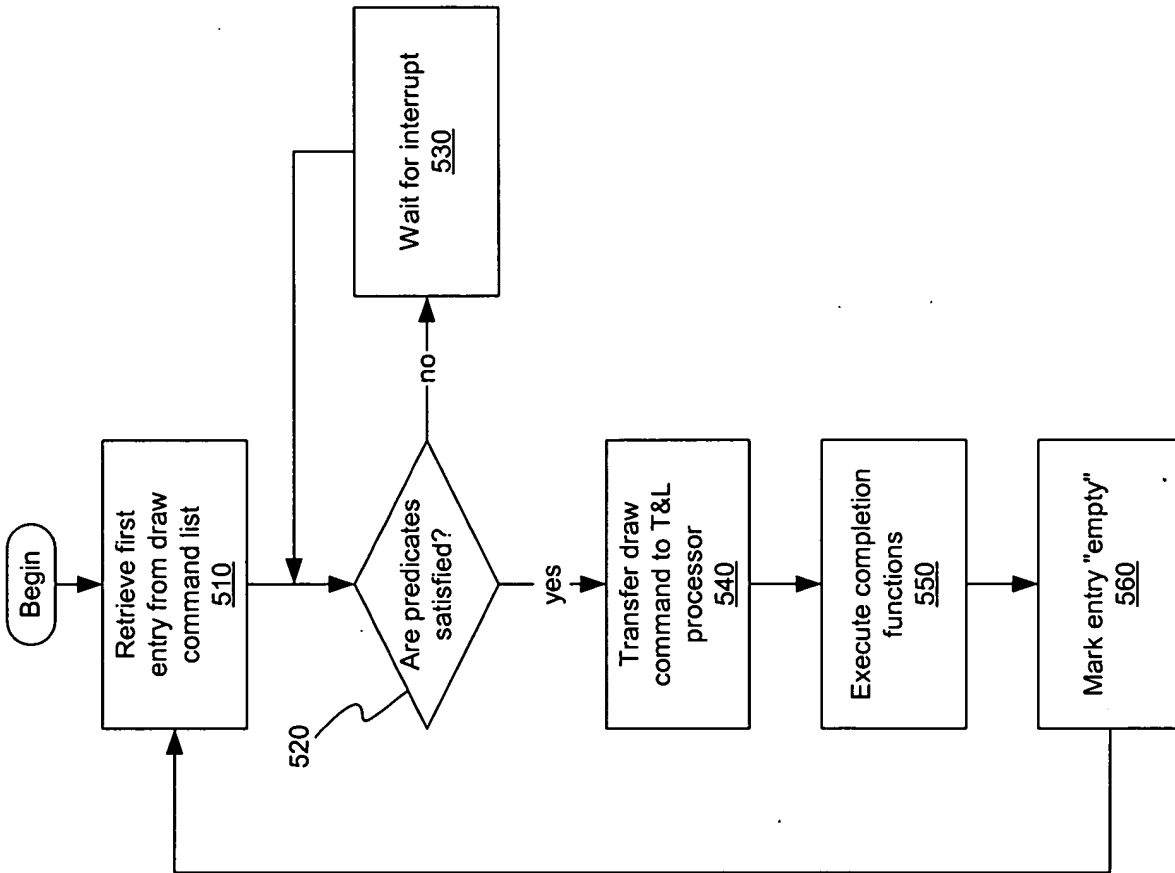 Begin
Retrieve first
entry from draw
command list
510
Are predicates
satisfied?
520
no
Wait for interrupt
530
yes
Transfer draw
command to T&L
processor
540
Execute completion
functions
550
Mark entry "empty"
560